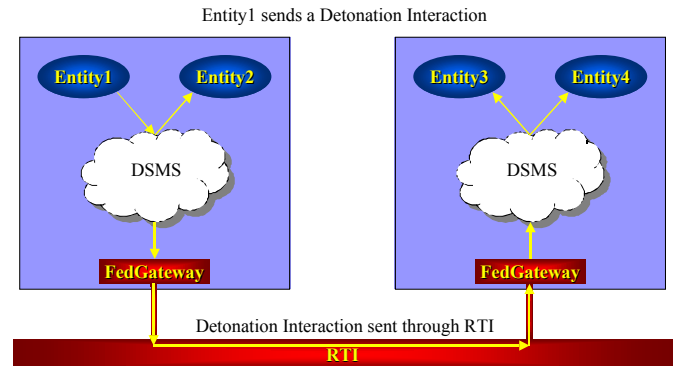 Entity1 sends a Detonation Interaction
Entity1
Entity2
Entity3
Entity4
DSMS
DSMS
FedGateway
FedGateway
Detonation Interaction sent through RTI
RTI